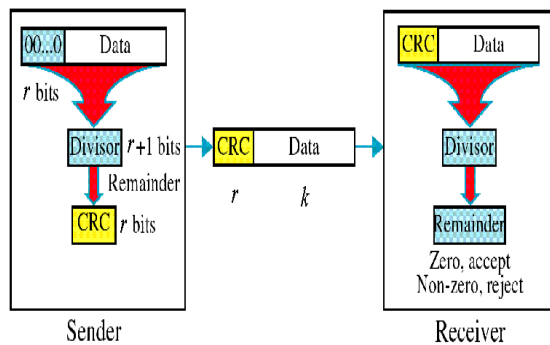 00...0 Data
r bits
Divisor r+1 bits
Remainder
CRC r bits
Sender
CRC Data
r k
CRC Data
Divisor
Remainder
Zero, accept
Non-zero, reject
Receiver